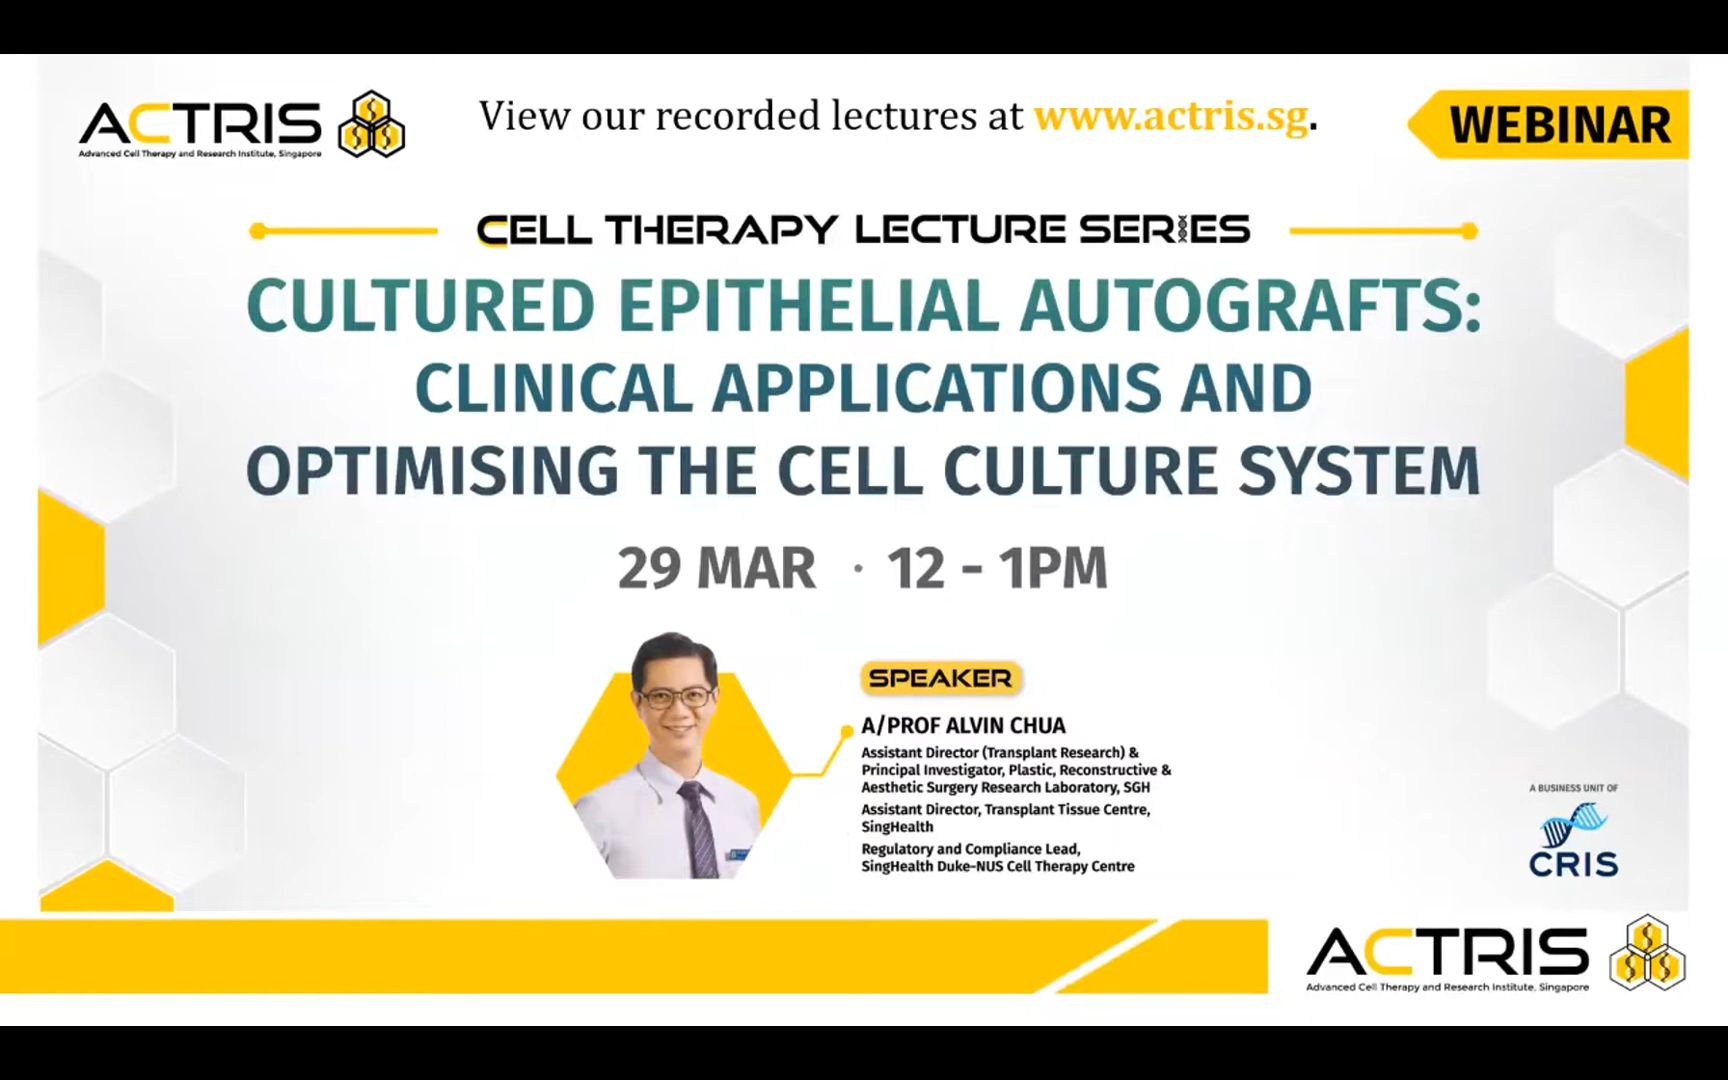 ACTRIS
Advanced Cell Therapy and Research Institute, Singapore
View our recorded lectures at www.actris.sg.
WEBINAR
CELL THERAPY LECTURE SERIES
CULTURED EPITHELIAL AUTOGRAFTS:
CLINICAL APPLICATIONS AND
OPTIMISING THE CELL CULTURE SYSTEM
29 MAR · 12 - 1PM
SPEAKER
A/PROF ALVIN CHUA
Assistant Director (Transplant Research) &
Principal Investigator, Plastic, Reconstructive &
Aesthetic Surgery Research Laboratory, SGH
Assistant Director, Transplant Tissue Centre,
SingHealth
Regulatory and Compliance Lead,
SingHealth Duke-NUS Cell Therapy Centre
A BUSINESS UNIT OF
CRIS
ACTRIS
Advanced Cell Therapy and Research Institute, Singapore